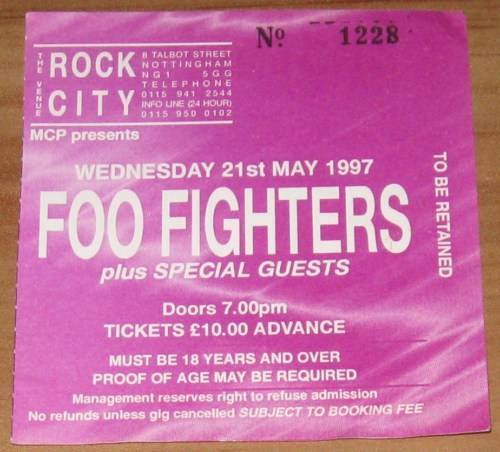 Nº 1228
THE VENUE
ROCK CITY
8 TALBOT STREET
NOTTINGHAM
NG1 5GG
TELEPHONE
0115 941 2544
INFO LINE (24 HOUR)
0115 950 0102
MCP presents
WEDNESDAY 21st MAY 1997
FOO FIGHTERS
plus SPECIAL GUESTS
TO BE RETAINED
Doors 7.00pm
TICKETS £10.00 ADVANCE
MUST BE 18 YEARS AND OVER
PROOF OF AGE MAY BE REQUIRED
Management reserves right to refuse admission
No refunds unless gig cancelled SUBJECT TO BOOKING FEE